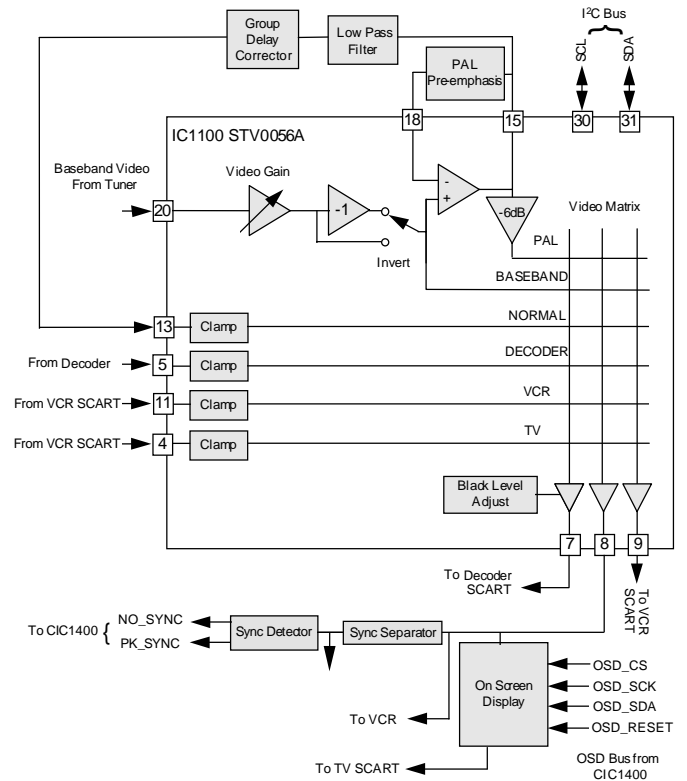 Group
Delay
Corrector
Low Pass
Filter
I²C Bus
SCL
SDA
PAL
Pre-emphasis
18
15
30
31
IC1100 STV0056A
Baseband Video
From Tuner
Video Gain
20
-1
Invert
-
+
-6dB
Video Matrix
PAL
BASEBAND
NORMAL
13
Clamp
DECODER
From Decoder
5
Clamp
VCR
From VCR SCART
11
Clamp
TV
From VCR SCART
4
Clamp
Black Level
Adjust
7
8
9
To Decoder
SCART
To VCR
SCART
To CIC1400 {
NO_SYNC
PK_SYNC
Sync Detector
Sync Separator
On Screen
Display
OSD_CS
OSD_SCK
OSD_SDA
OSD_RESET
To VCR
To TV SCART
OSD Bus from
CIC1400